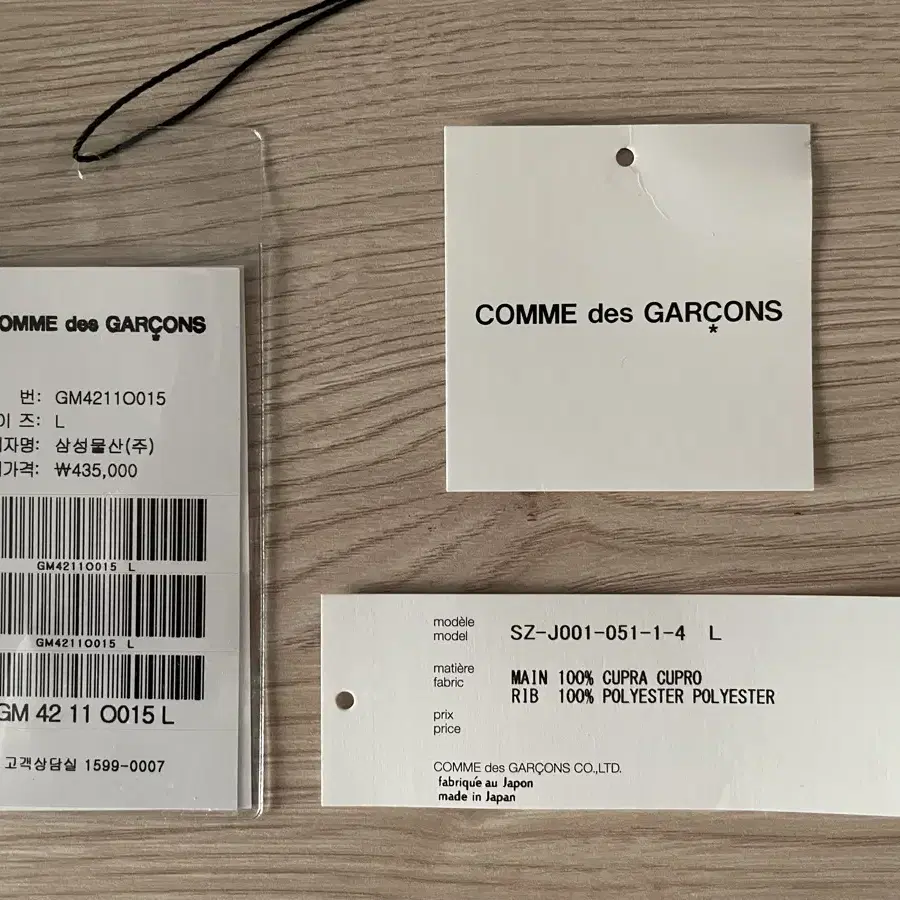 OMME des GARÇONS
번: GM4211O015
이 즈: L
자명: 삼성물산(주)
가격: ₩435,000
GM4211O015 L
GM4211O015 L
GM 42 11 O015 L
고객상담실 1599-0007
COMME des GARÇONS
*
modèle
model
SZ-J001-051-1-4 L
matière
fabric
MAIN 100% CUPRA CUPRO
RIB 100% POLYESTER POLYESTER
prix
price
COMME des GARÇONS CO.,LTD.
fabriqué au Japon
made in Japan